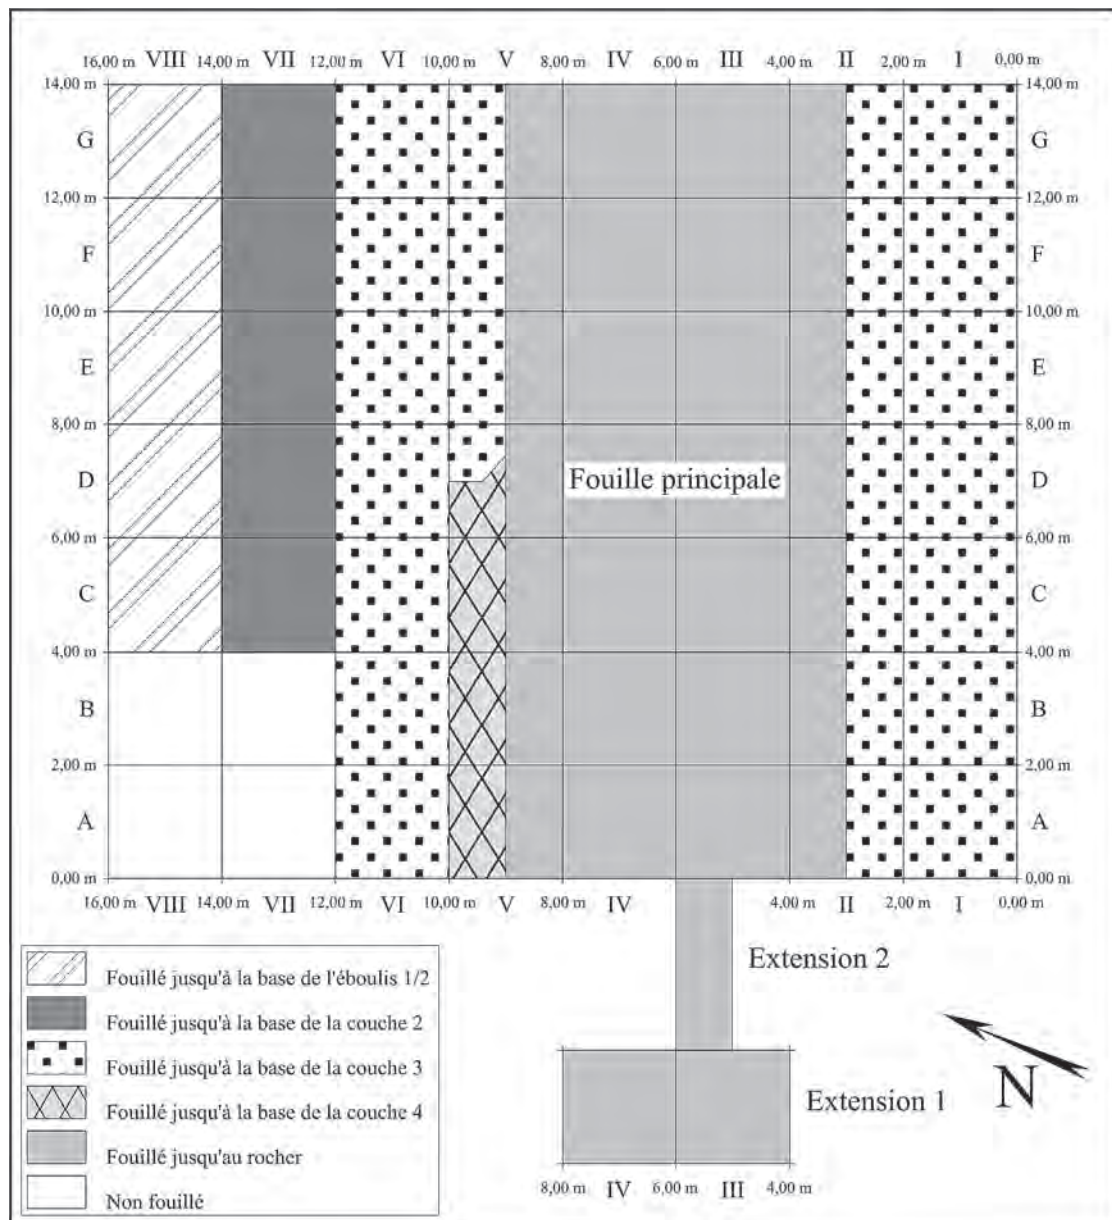 16,00 m VIII 14,00 m VII 12,00 m VI 10,00 m V 8,00 m IV 6,00 m III 4,00 m II 2,00 m I 0,00 m
14,00 m 14,00 m
G G
12,00 m 12,00 m
F F
10,00 m 10,00 m
E E
8,00 m 8,00 m
D Fouille principale D
6,00 m 6,00 m
C C
4,00 m 4,00 m
B B
2,00 m 2,00 m
A A
0,00 m 0,00 m
16,00 m VIII 14,00 m VII 12,00 m VI 10,00 m V 8,00 m IV 4,00 m II 2,00 m I 0,00 m
Extension 2
Fouillé jusqu'à la base de l'éboulis 1/2
Fouillé jusqu'à la base de la couche 2
Fouillé jusqu'à la base de la couche 3
Fouillé jusqu'à la base de la couche 4
Fouillé jusqu'au rocher
Non fouillé
N
Extension 1
8,00 m IV 6,00 m III 4,00 m